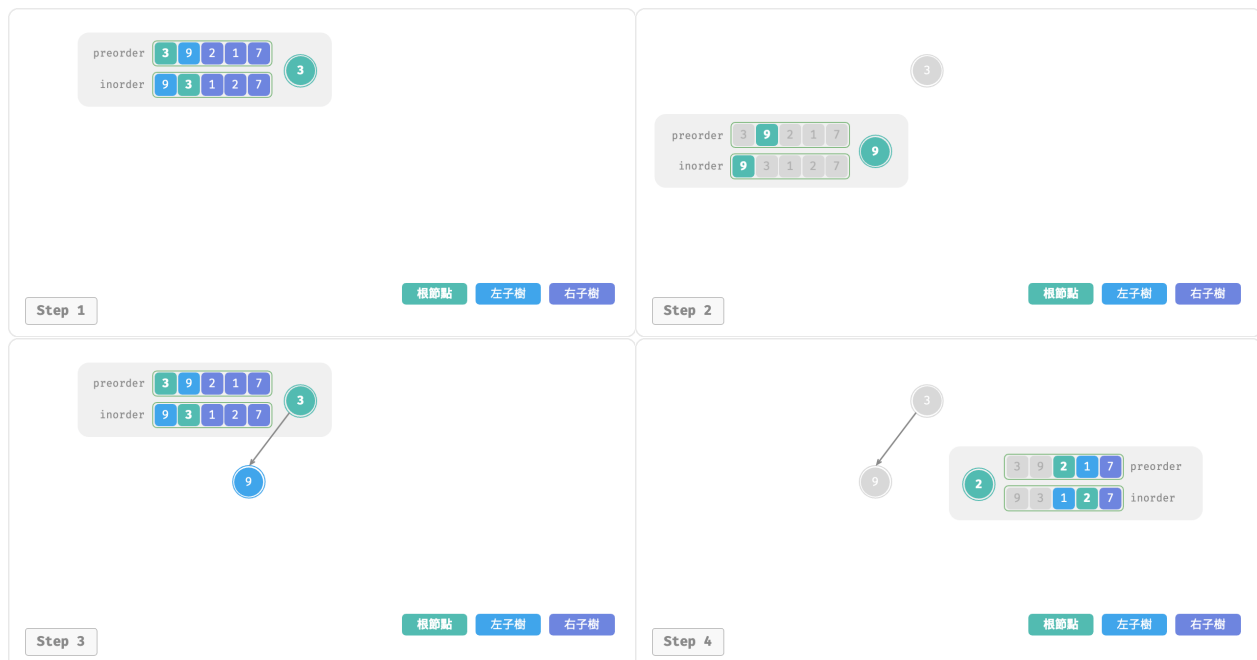 preorder 3 9 2 1 7
3
inorder 9 3 1 2 7
根節點 左子樹 右子樹
Step 1
3
preorder 3 9 2 1 7
9
inorder 9 3 1 2 7
根節點 左子樹 右子樹
Step 2
preorder 3 9 2 1 7
3
inorder 9 3 1 2 7
9
根節點 左子樹 右子樹
Step 3
3
9
2
3 9 2 1 7 preorder
9 3 1 2 7 inorder
根節點 左子樹 右子樹
Step 4